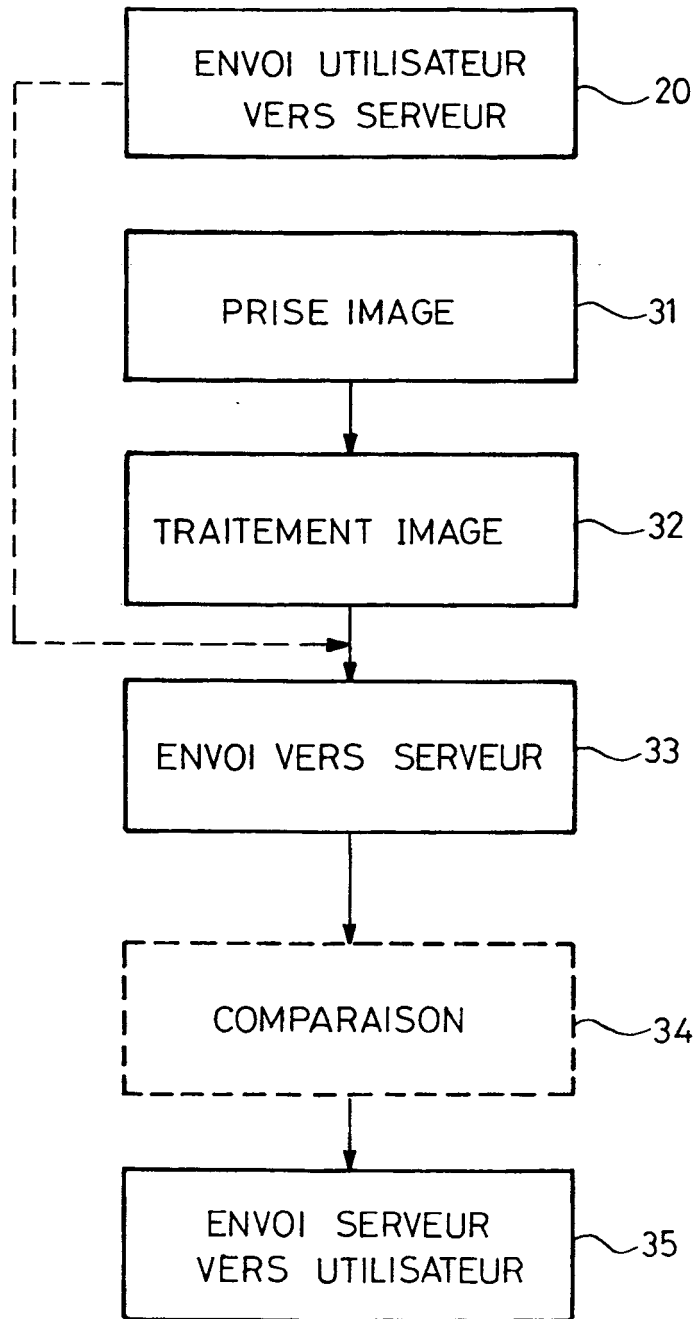 ENVOI UTILISATEUR
VERS SERVEUR
20
PRISE IMAGE
31
TRAITEMENT IMAGE
32
ENVOI VERS SERVEUR
33
COMPARAISON
34
ENVOI SERVEUR
VERS UTILISATEUR
35